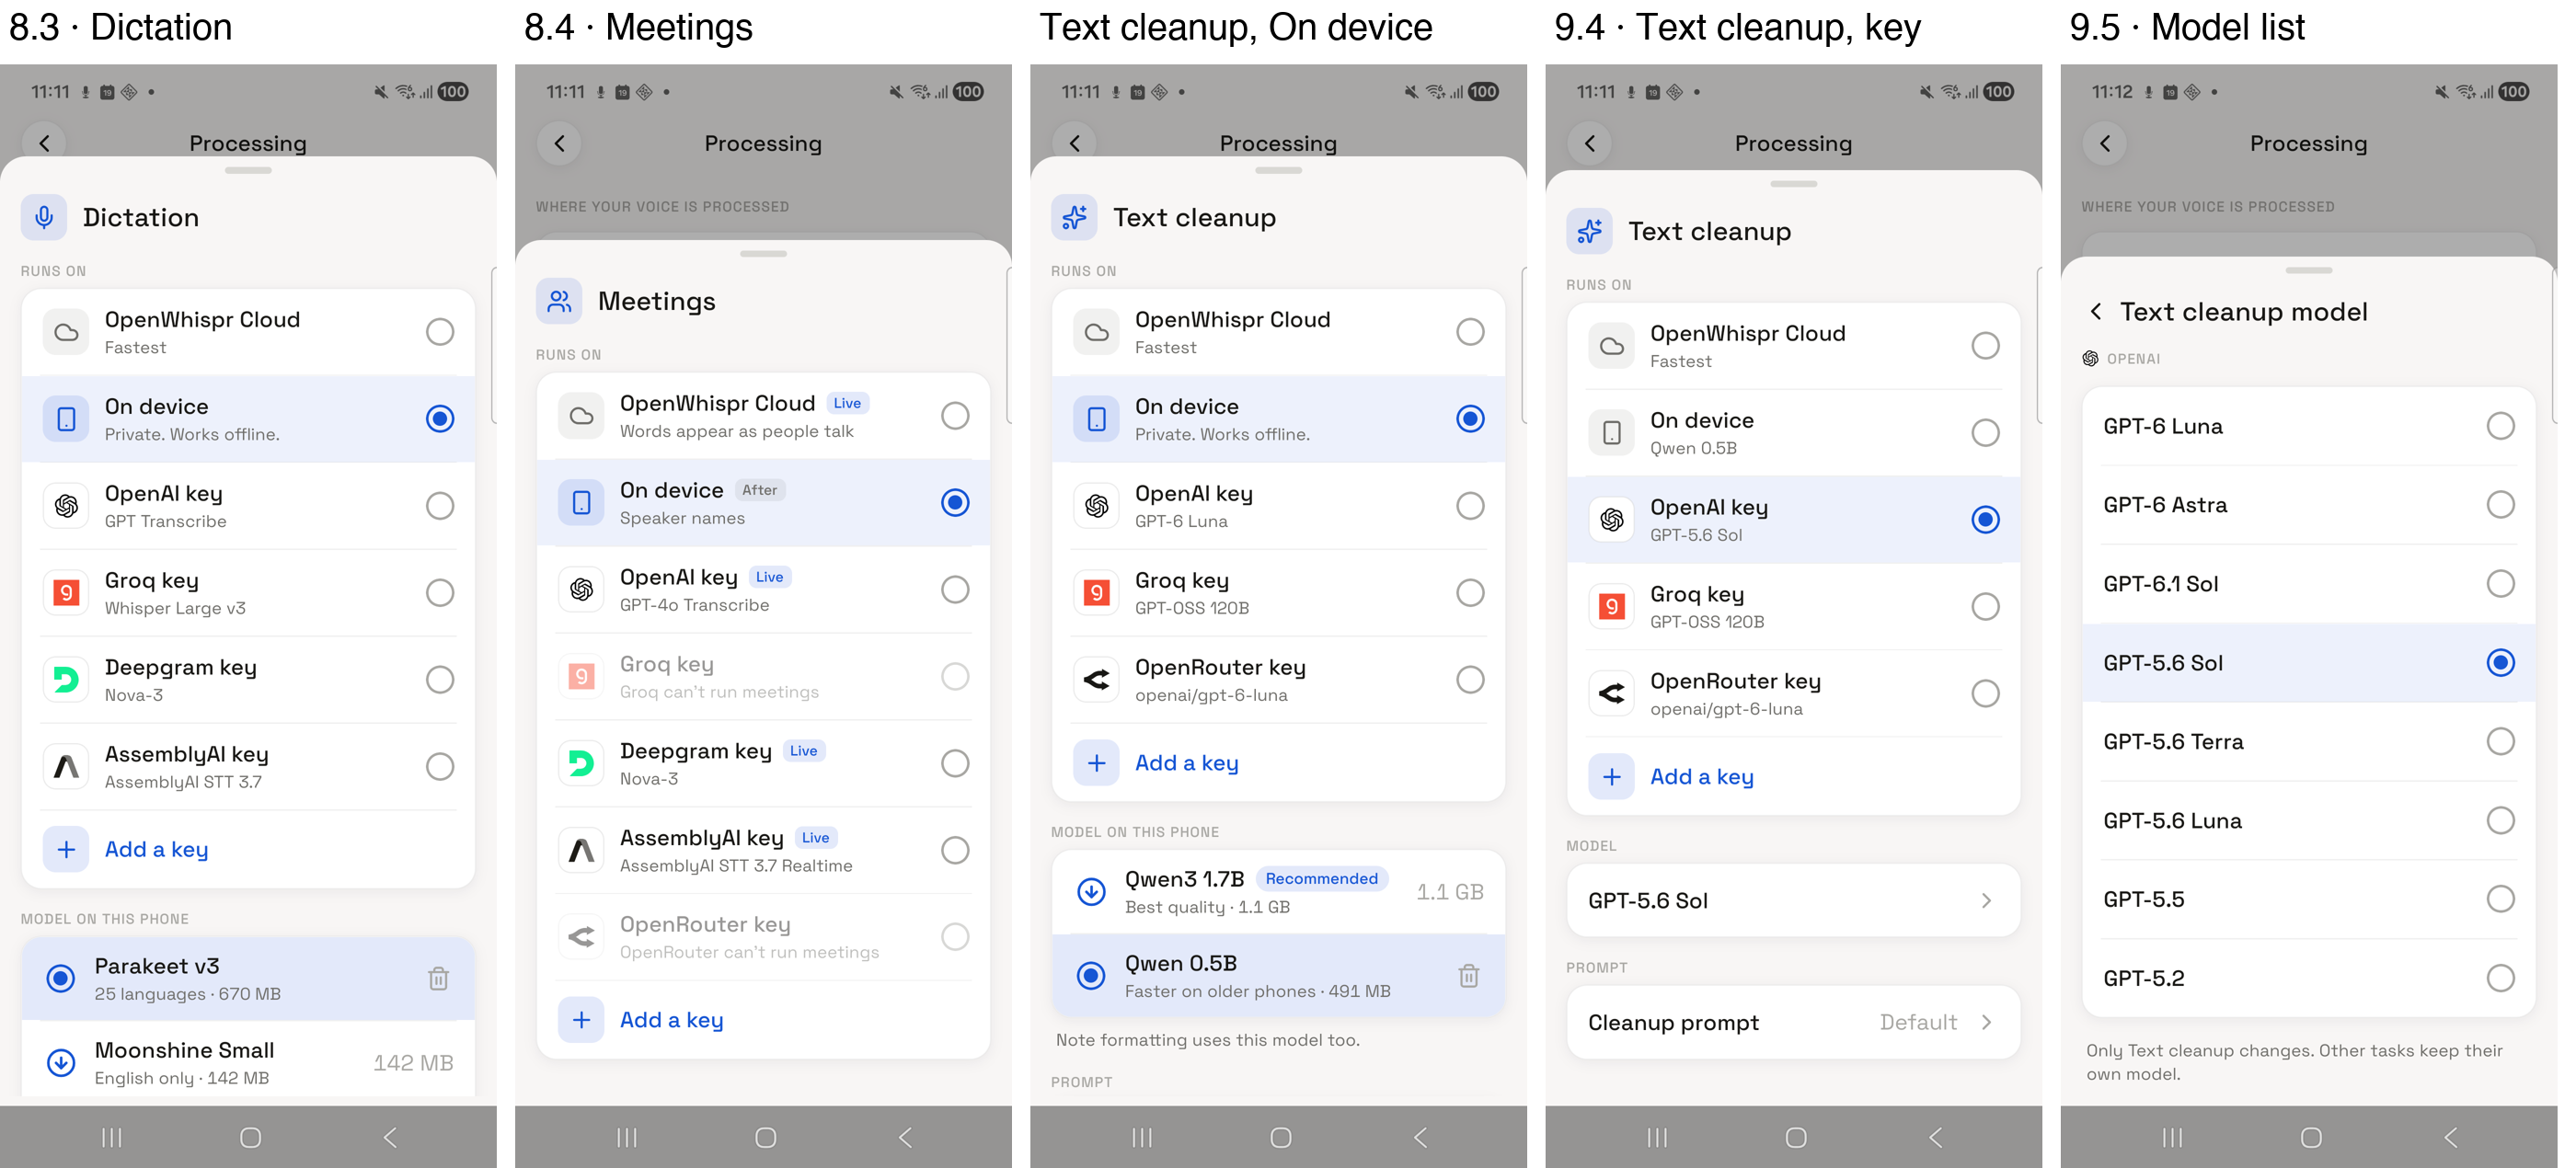 8.3 · Dictation
11:11
19
100
Processing
Dictation
RUNS ON
OpenWhispr Cloud
Fastest
On device
Private. Works offline.
OpenAI key
GPT Transcribe
Groq key
Whisper Large v3
Deepgram key
Nova-3
AssemblyAI key
AssemblyAI STT 3.7
Add a key
MODEL ON THIS PHONE
Parakeet v3
25 languages · 670 MB
Moonshine Small
142 MB
English only · 142 MB
8.4 · Meetings
11:11
19
100
Processing
WHERE YOUR VOICE IS PROCESSED
Meetings
RUNS ON
OpenWhispr Cloud Live
Words appear as people talk
On device After
Speaker names
OpenAI key Live
GPT-4o Transcribe
Groq key
Groq can't run meetings
Deepgram key Live
Nova-3
AssemblyAI key Live
AssemblyAI STT 3.7 Realtime
OpenRouter key
OpenRouter can't run meetings
Add a key
Text cleanup, On device
11:11
19
100
Processing
Text cleanup
RUNS ON
OpenWhispr Cloud
Fastest
On device
Private. Works offline.
OpenAI key
GPT-6 Luna
Groq key
GPT-OSS 120B
OpenRouter key
openai/gpt-6-luna
Add a key
MODEL ON THIS PHONE
Qwen3 1.7B Recommended
1.1 GB
Best quality · 1.1 GB
Qwen 0.5B
Faster on older phones · 491 MB
Note formatting uses this model too.
PROMPT
9.4 · Text cleanup, key
11:11
19
100
Processing
Text cleanup
RUNS ON
OpenWhispr Cloud
Fastest
On device
Qwen 0.5B
OpenAI key
GPT-5.6 Sol
Groq key
GPT-OSS 120B
OpenRouter key
openai/gpt-6-luna
Add a key
MODEL
GPT-5.6 Sol
PROMPT
Cleanup prompt Default
9.5 · Model list
11:12
19
100
Processing
WHERE YOUR VOICE IS PROCESSED
Text cleanup model
OPENAI
GPT-6 Luna
GPT-6 Astra
GPT-6.1 Sol
GPT-5.6 Sol
GPT-5.6 Terra
GPT-5.6 Luna
GPT-5.5
GPT-5.2
Only Text cleanup changes. Other tasks keep their
own model.